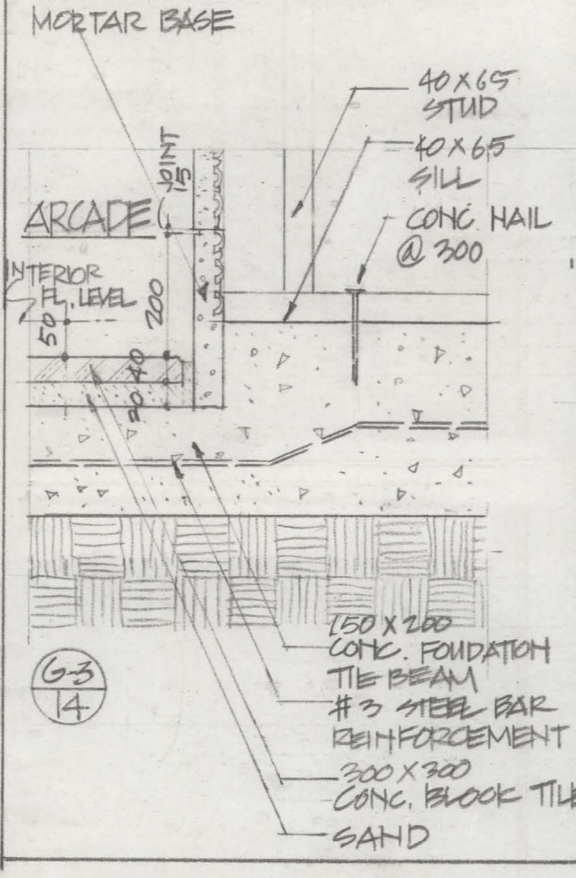 MORTAR BASE
40 X 65
STUD
40 X 65
SILL
CONC. NAIL
@ 300
JOINT
15
ARCADE
INTERIOR
FL. LEVEL
50
200
40
20
150 X 200
CONC. FOUDATION
TIE BEAM
#3 STEEL BAR
REINFORCEMENT
300 X 300
CONC. BLOCK TILE
SAND
G-3
14